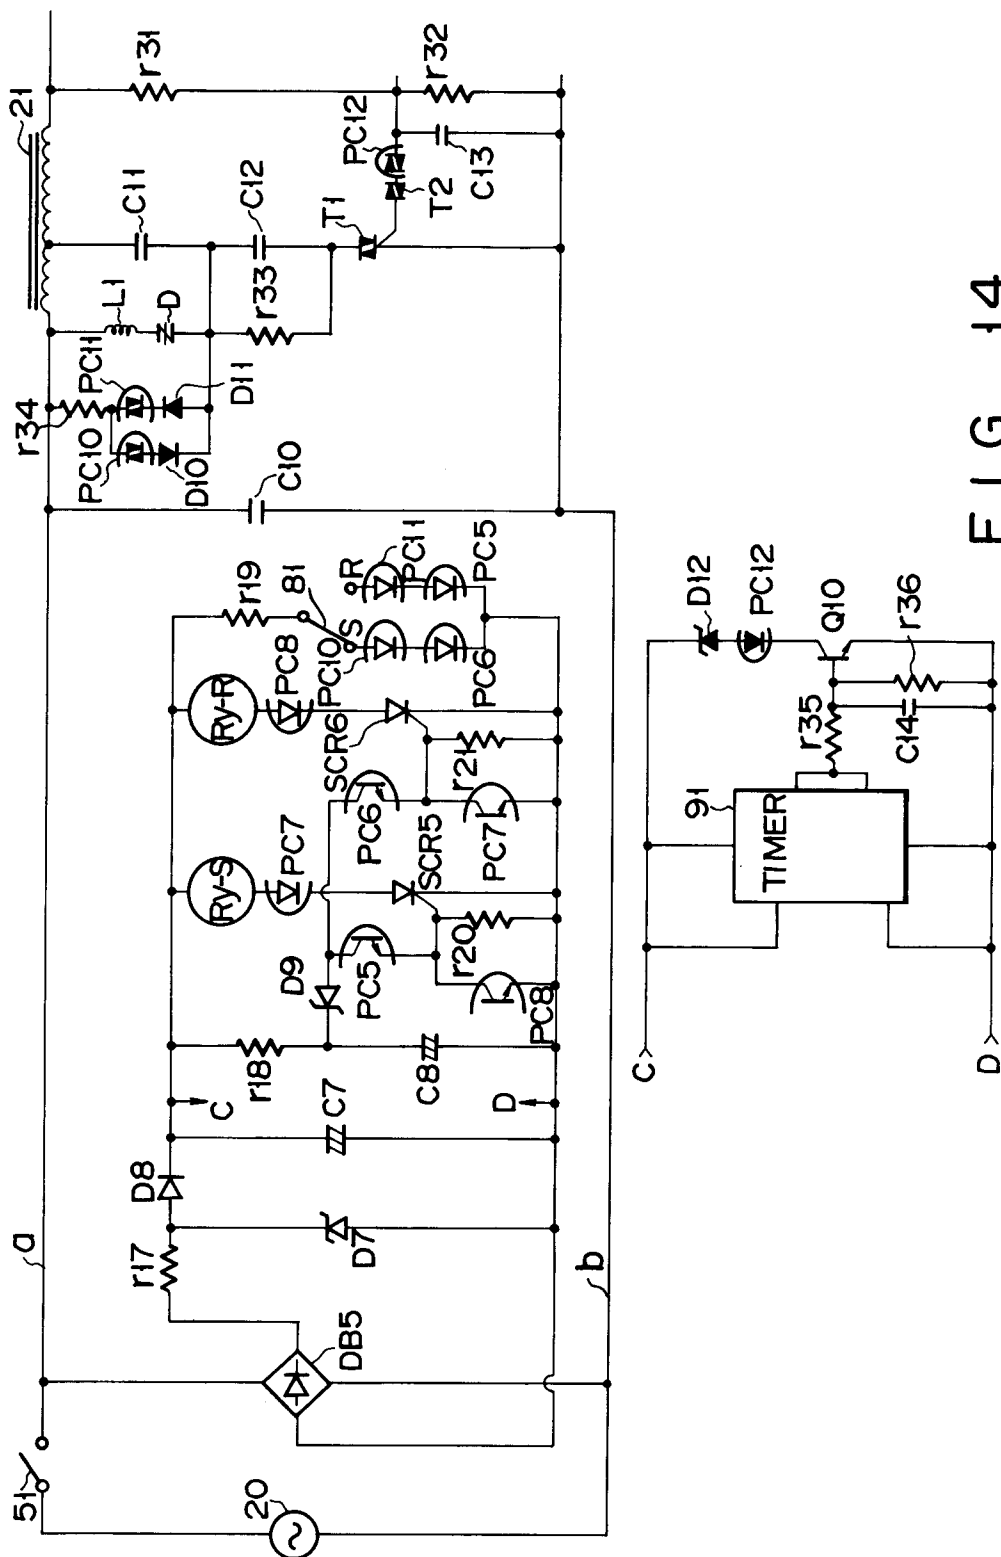 51
20
a
b
DB5
r17
D8
D7
C7
C
D
r18
C8
D9
PC5
PC8
r20
Ry-S
PC7
SCR5
PC6
PC7
r21
Ry-R
PC8
SCR6
r19
81
S
R
PC10
PC11
PC6
PC5
C10
r34
PC10
PC11
D10
D11
L1
D
r33
21
C11
C12
T1
T2
PC12
C13
r31
r32
C
D
91
TIMER
r35
C14
r36
Q10
PC12
D12
FIG 14